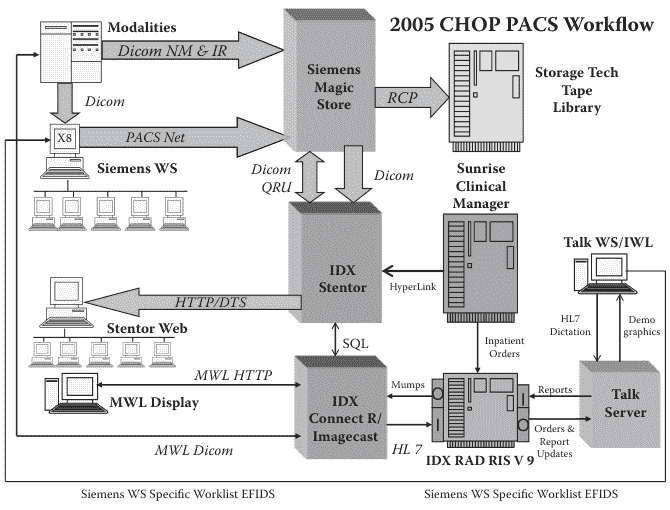 2005 CHOP PACS Workflow
Modalities
Dicom NM & IR
Siemens
Magic
Store
RCP
Storage Tech
Tape
Library
Dicom
X8
PACS Net
Siemens WS
Dicom
QRU
Dicom
Sunrise
Clinical
Manager
Talk WS/IWL
IDX
Stentor
HyperLink
HTTP/DTS
Stentor Web
HL7
Dictation
Demo
graphics
SQL
Inpatient
Orders
MWL HTTP
MWL Display
IDX
Connect R/
Imagecast
Mumps
Reports
Talk
Server
MWL Dicom
HL 7
Orders &
Report
Updates
IDX RAD RIS V 9
Siemens WS Specific Worklist EFIDS
Siemens WS Specific Worklist EFIDS